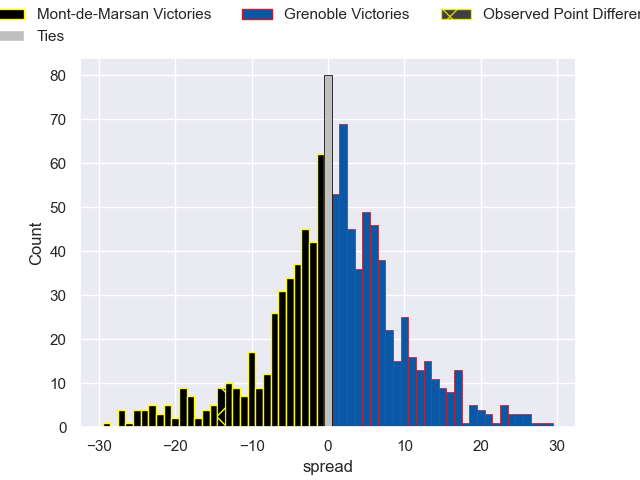 Mont-de-Marsan Victories Grenoble Victories Observed Point Differe
Ties
80
70
60
50
40
30
20
10
0
Count
−30 −20 −10 0 10 20 30
spread